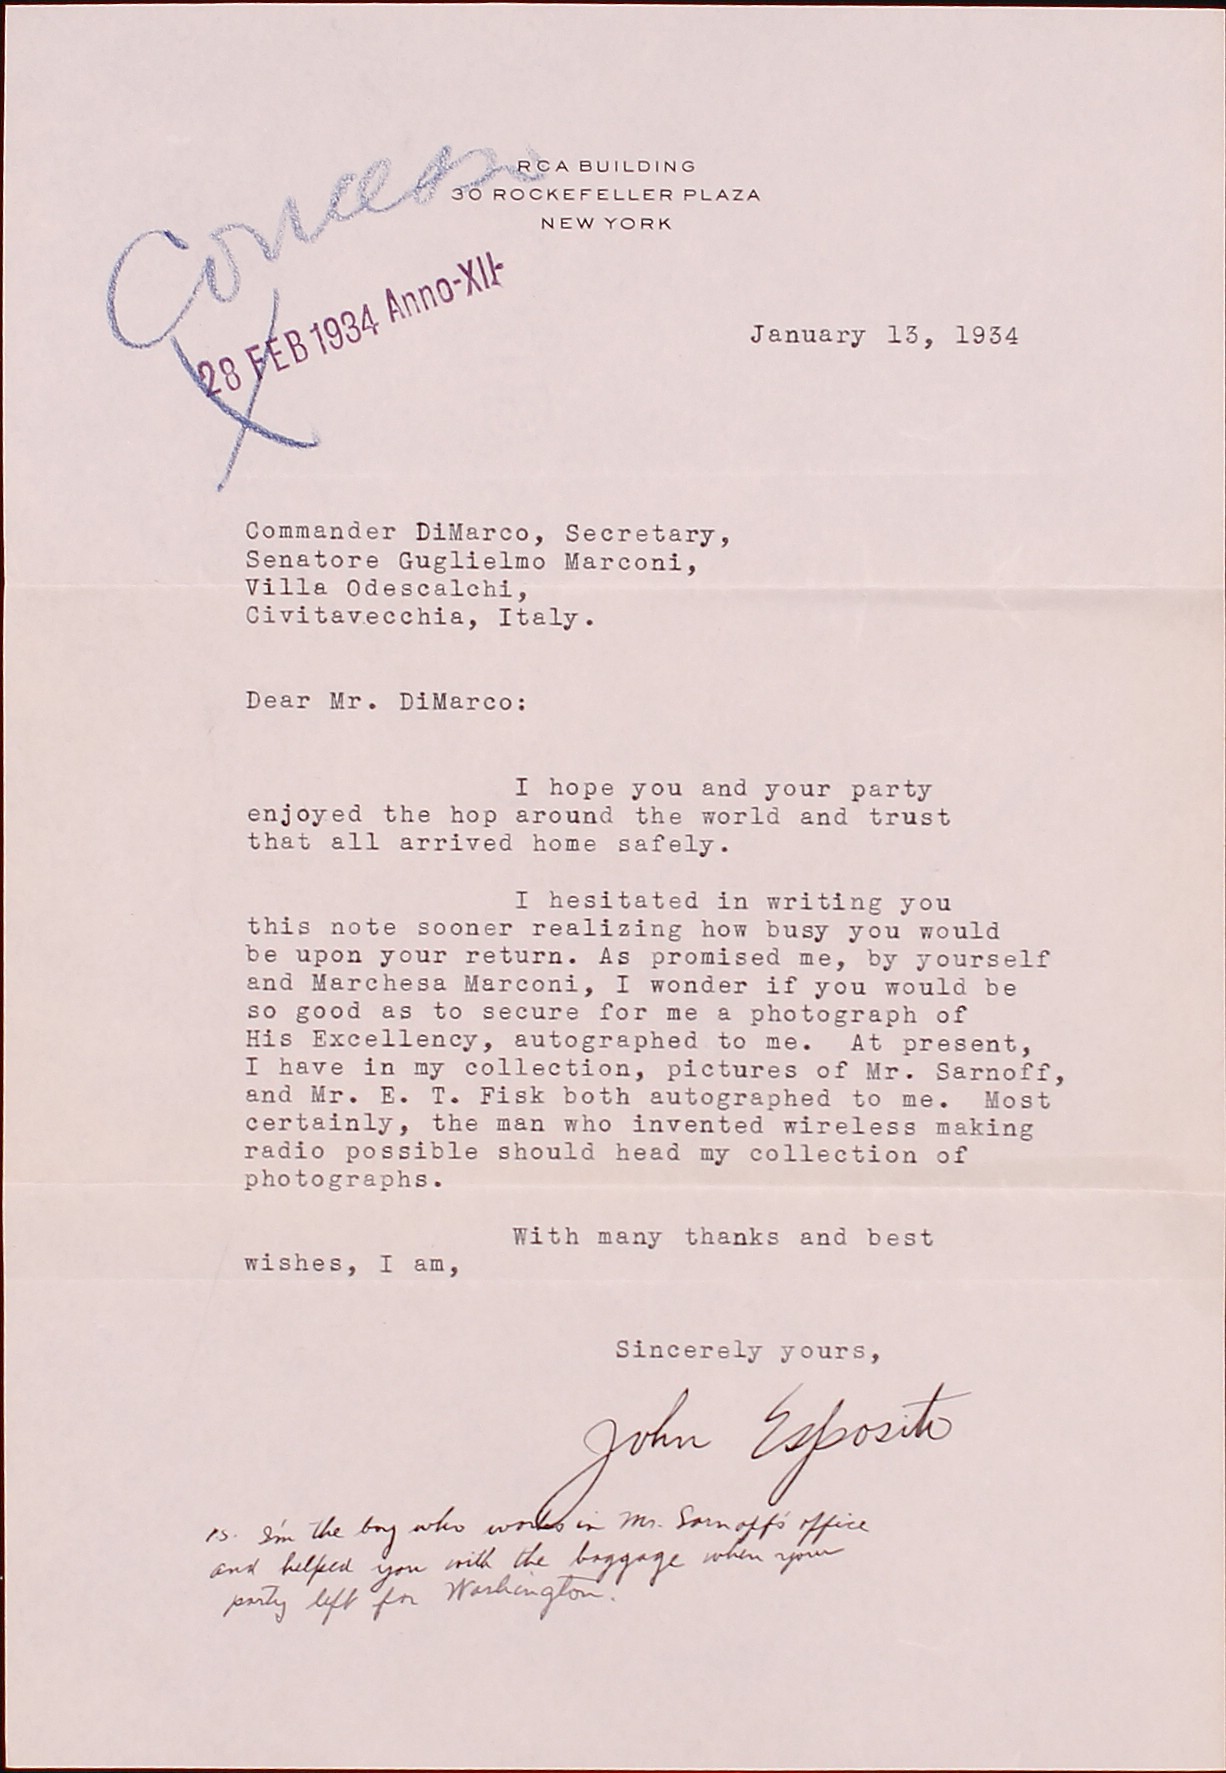 RCA BUILDING
30 ROCKEFELLER PLAZA
NEW YORK
28 FEB 1934 Anno-XII-
January 13, 1934
Commander DiMarco, Secretary,
Senatore Guglielmo Marconi,
Villa Odescalchi,
Civitavecchia, Italy.
Dear Mr. DiMarco:
I hope you and your party
enjoyed the hop around the world and trust
that all arrived home safely.
I hesitated in writing you
this note sooner realizing how busy you would
be upon your return. As promised me, by yourself
and Marchesa Marconi, I wonder if you would be
so good as to secure for me a photograph of
His Excellency, autographed to me. At present,
I have in my collection, pictures of Mr. Sarnoff,
and Mr. E. T. Fisk both autographed to me. Most
certainly, the man who invented wireless making
radio possible should head my collection of
photographs.
With many thanks and best
wishes, I am,
Sincerely yours,
John Esposito
P.S. I'm the boy who works in Mr. Sarnoff's office
and helped you with the baggage when your
party left for Washington.